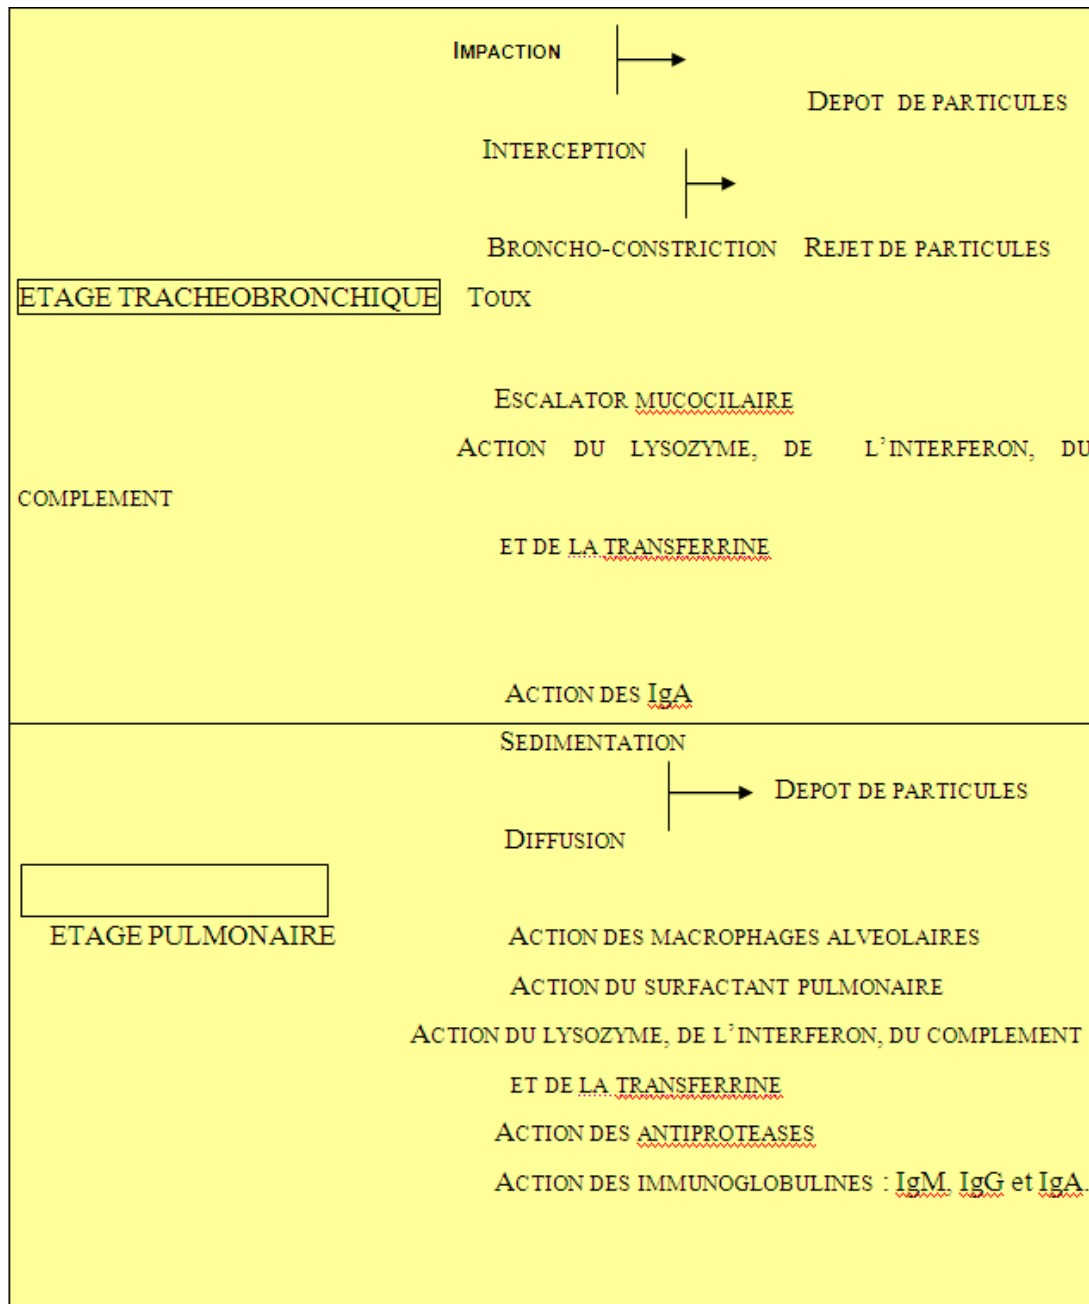 IMPACTION
DEPOT DE PARTICULES
INTERCEPTION
BRONCHO-CONSTRICTION REJET DE PARTICULES
ETAGE TRACHEOBRONCHIQUE TOUX
ESCALATOR MUCOCILAIRE
ACTION DU LYSOZYME, DE L'INTERFERON, DU
COMPLEMENT
ET DE LA TRANSFERRINE
ACTION DES IgA
SEDIMENTATION
DEPOT DE PARTICULES
DIFFUSION
ETAGE PULMONAIRE ACTION DES MACROPHAGES ALVEOLAIRES
ACTION DU SURFACTANT PULMONAIRE
ACTION DU LYSOZYME, DE L'INTERFERON, DU COMPLEMENT
ET DE LA TRANSFERRINE
ACTION DES ANTIPROTEASES
ACTION DES IMMUNOGLOBULINES : IgM, IgG et IgA.